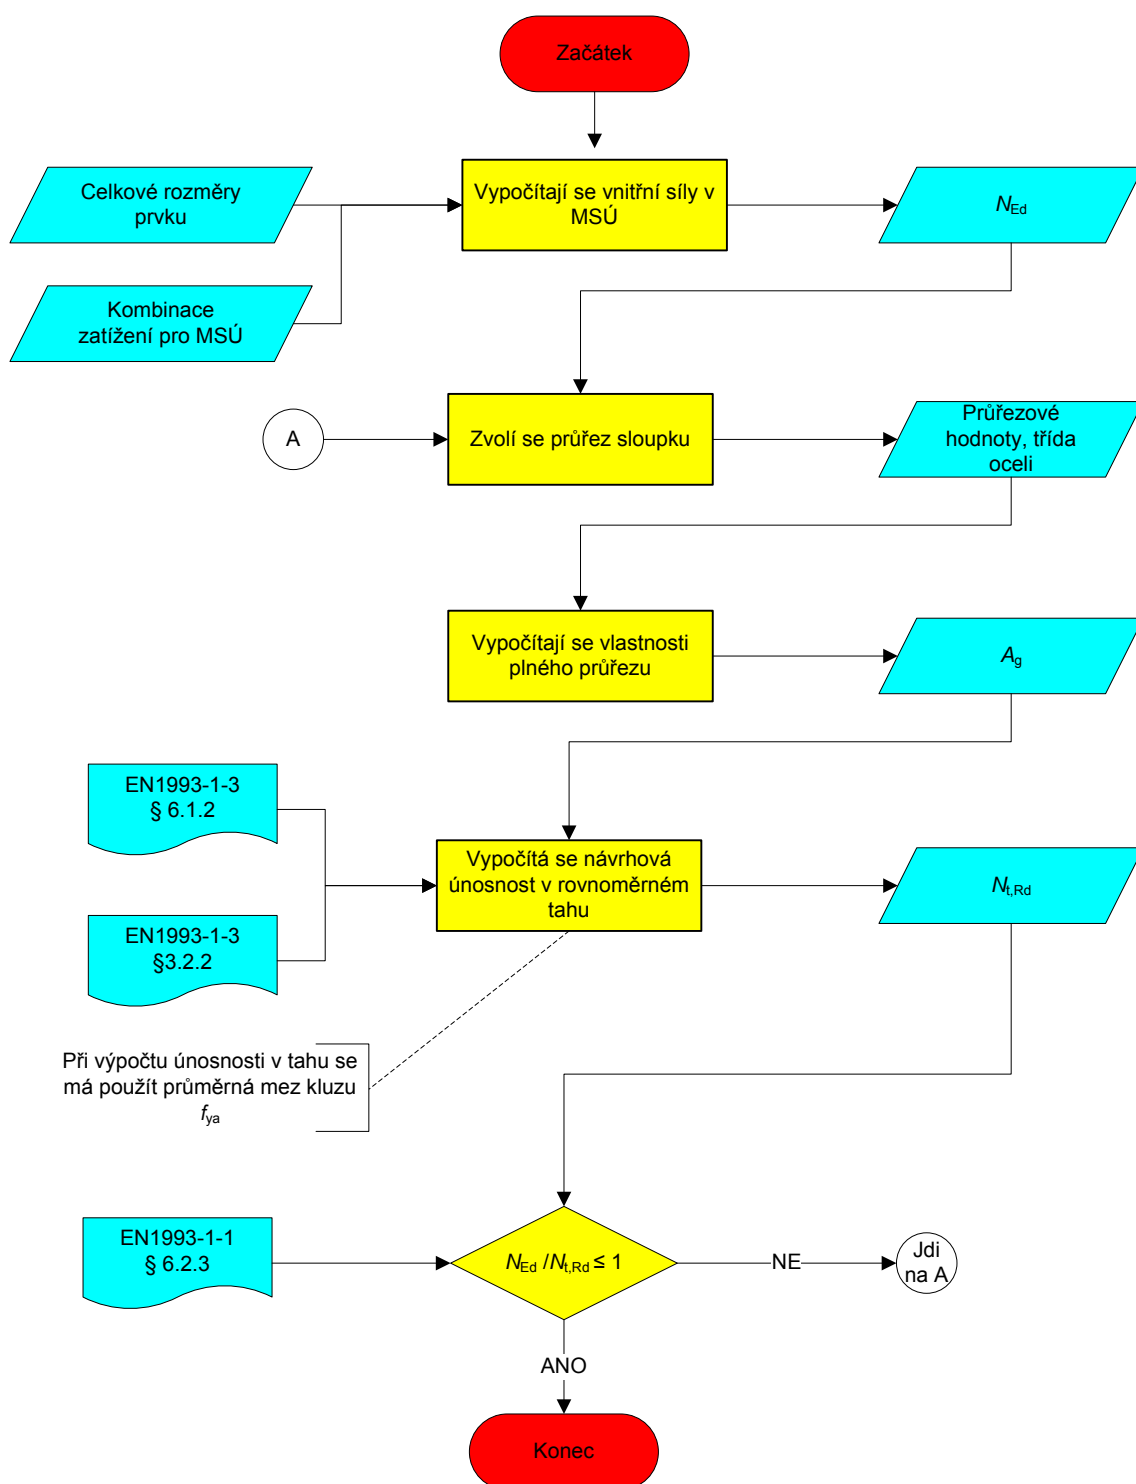 Začátek
Celkové rozměry
prvku
Vypočítají se vnitřní síly v
MSÚ
NEd
Kombinace
zatížení pro MSÚ
A
Zvolí se průřez sloupku
Průřezové
hodnoty, třída
oceli
Vypočítají se vlastnosti
plného průřezu
Ag
EN1993-1-3
§ 6.1.2
Vypočítá se návrhová
únosnost v rovnoměrném
tahu
Nt,Rd
EN1993-1-3
§3.2.2
Při výpočtu únosnosti v tahu se
má použít průměrná mez kluzu
fya
EN1993-1-1
§ 6.2.3
NEd /Nt,Rd ≤ 1
NE
Jdi
na A
ANO
Konec